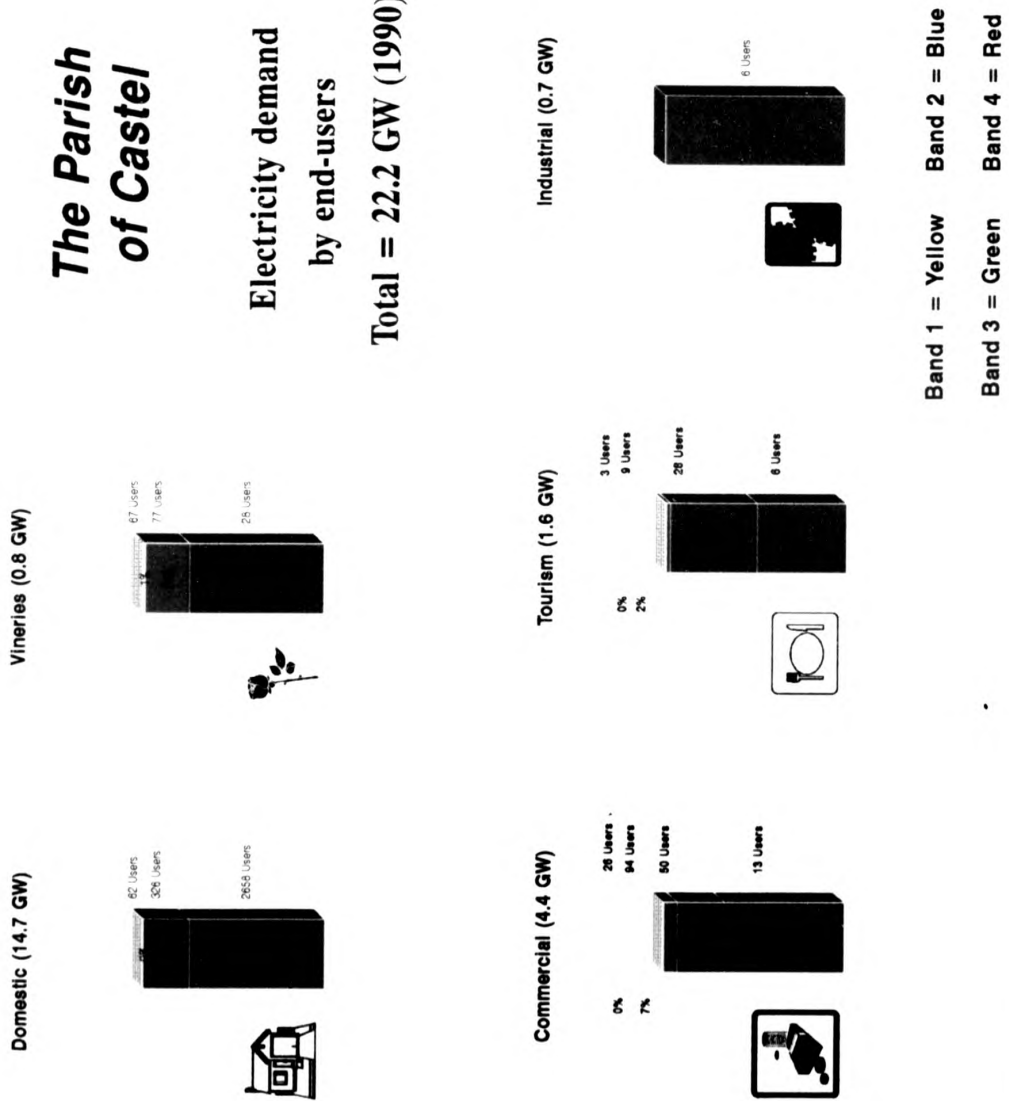 The Parish
of Castel
Electricity demand
by end-users
Total = 22.2 GW (1990)
Domestic (14.7 GW)
62 Users
326 Users
2656 Users
Vineries (0.8 GW)
67 Users
77 Users
28 Users
Commercial (4.4 GW)
26 Users
94 Users
50 Users
13 Users
0%
7%
Tourism (1.6 GW)
3 Users
9 Users
28 Users
6 Users
0%
2%
Industrial (0.7 GW)
6 Users
Band 1 = Yellow Band 2 = Blue
Band 3 = Green Band 4 = Red